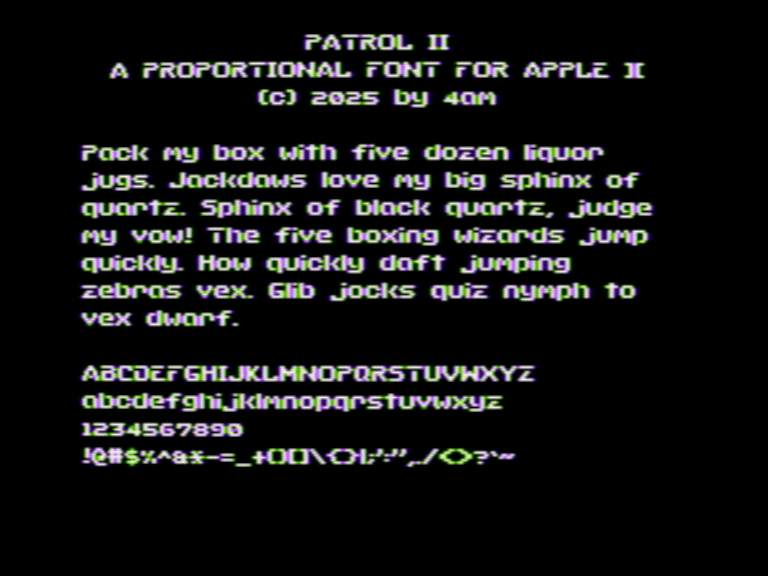 PATROL II
A PROPORTIONAL FONT FOR APPLE ][
(c) 2025 by 4am
Pack my box with five dozen liquor
jugs. Jackdaws love my big sphinx of
quartz. Sphinx of black quartz, judge
my vow! The five boxing wizards jump
quickly. How quickly daft jumping
zebras vex. Glib jocks quiz nymph to
vex dwarf.
ABCDEFGHIJKLMNOPQRSTUVWXYZ
abcdefghijklmnopqrstuvwxyz
1234567890
!@#$%^&*-=_+()[]\{}|;':",./<>?`~